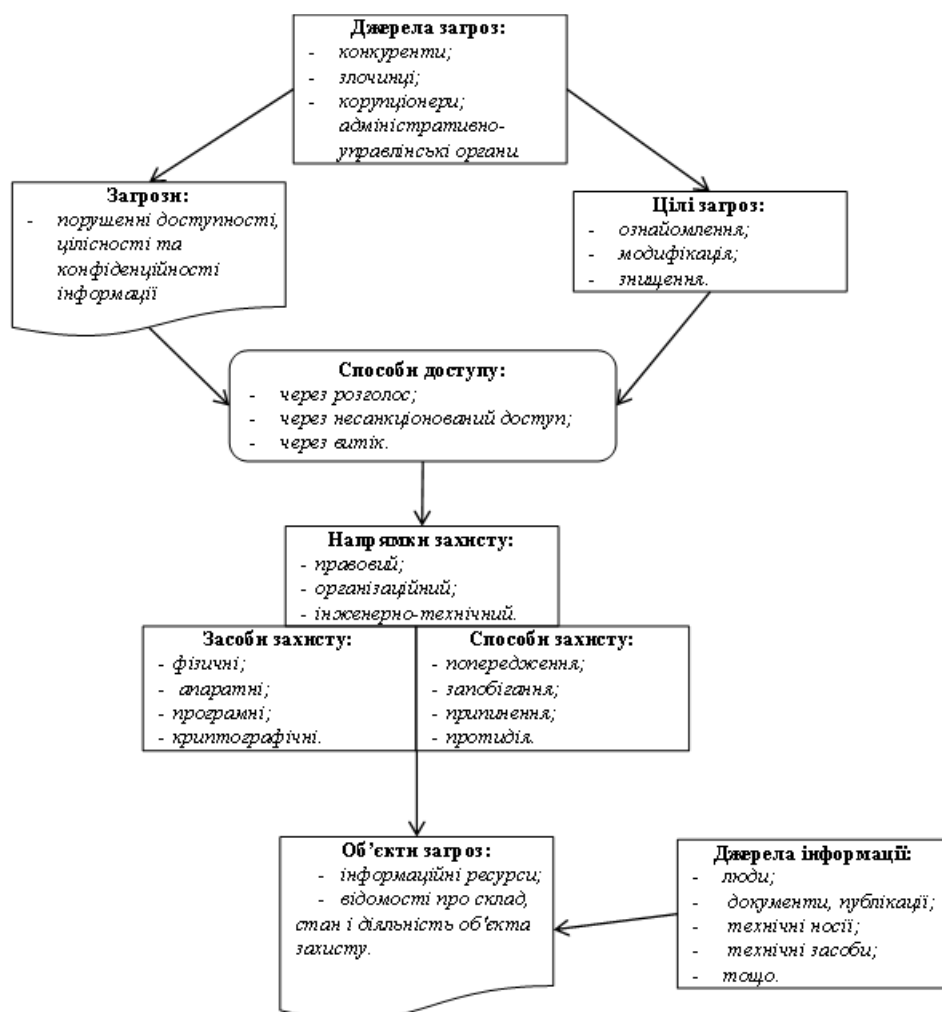 Джерела загроз:
- конкуренти;
- злочинці;
- корупціонери;
адміністративно-
управлінські органи.
Загрози:
- порушенні доступності,
цілісності та
конфіденційності
інформації
Цілі загроз:
- ознайомлення;
- модифікація;
- знищення.
Способи доступу:
- через розголос;
- через несанкціонований доступ;
- через витік.
Напрямки захисту:
- правовий;
- організаційний;
- інженерно-технічний.
Засоби захисту:
- фізичні;
- апаратні;
- програмні;
- криптографічні.
Способи захисту:
- попередження;
- запобігання;
- припинення;
- протидія.
Об’єкти загроз:
- інформаційні ресурси;
- відомості про склад,
стан і діяльність об'єкта
захисту.
Джерела інформації:
- люди;
- документи, публікації;
- технічні носії;
- технічні засоби;
- тощо.